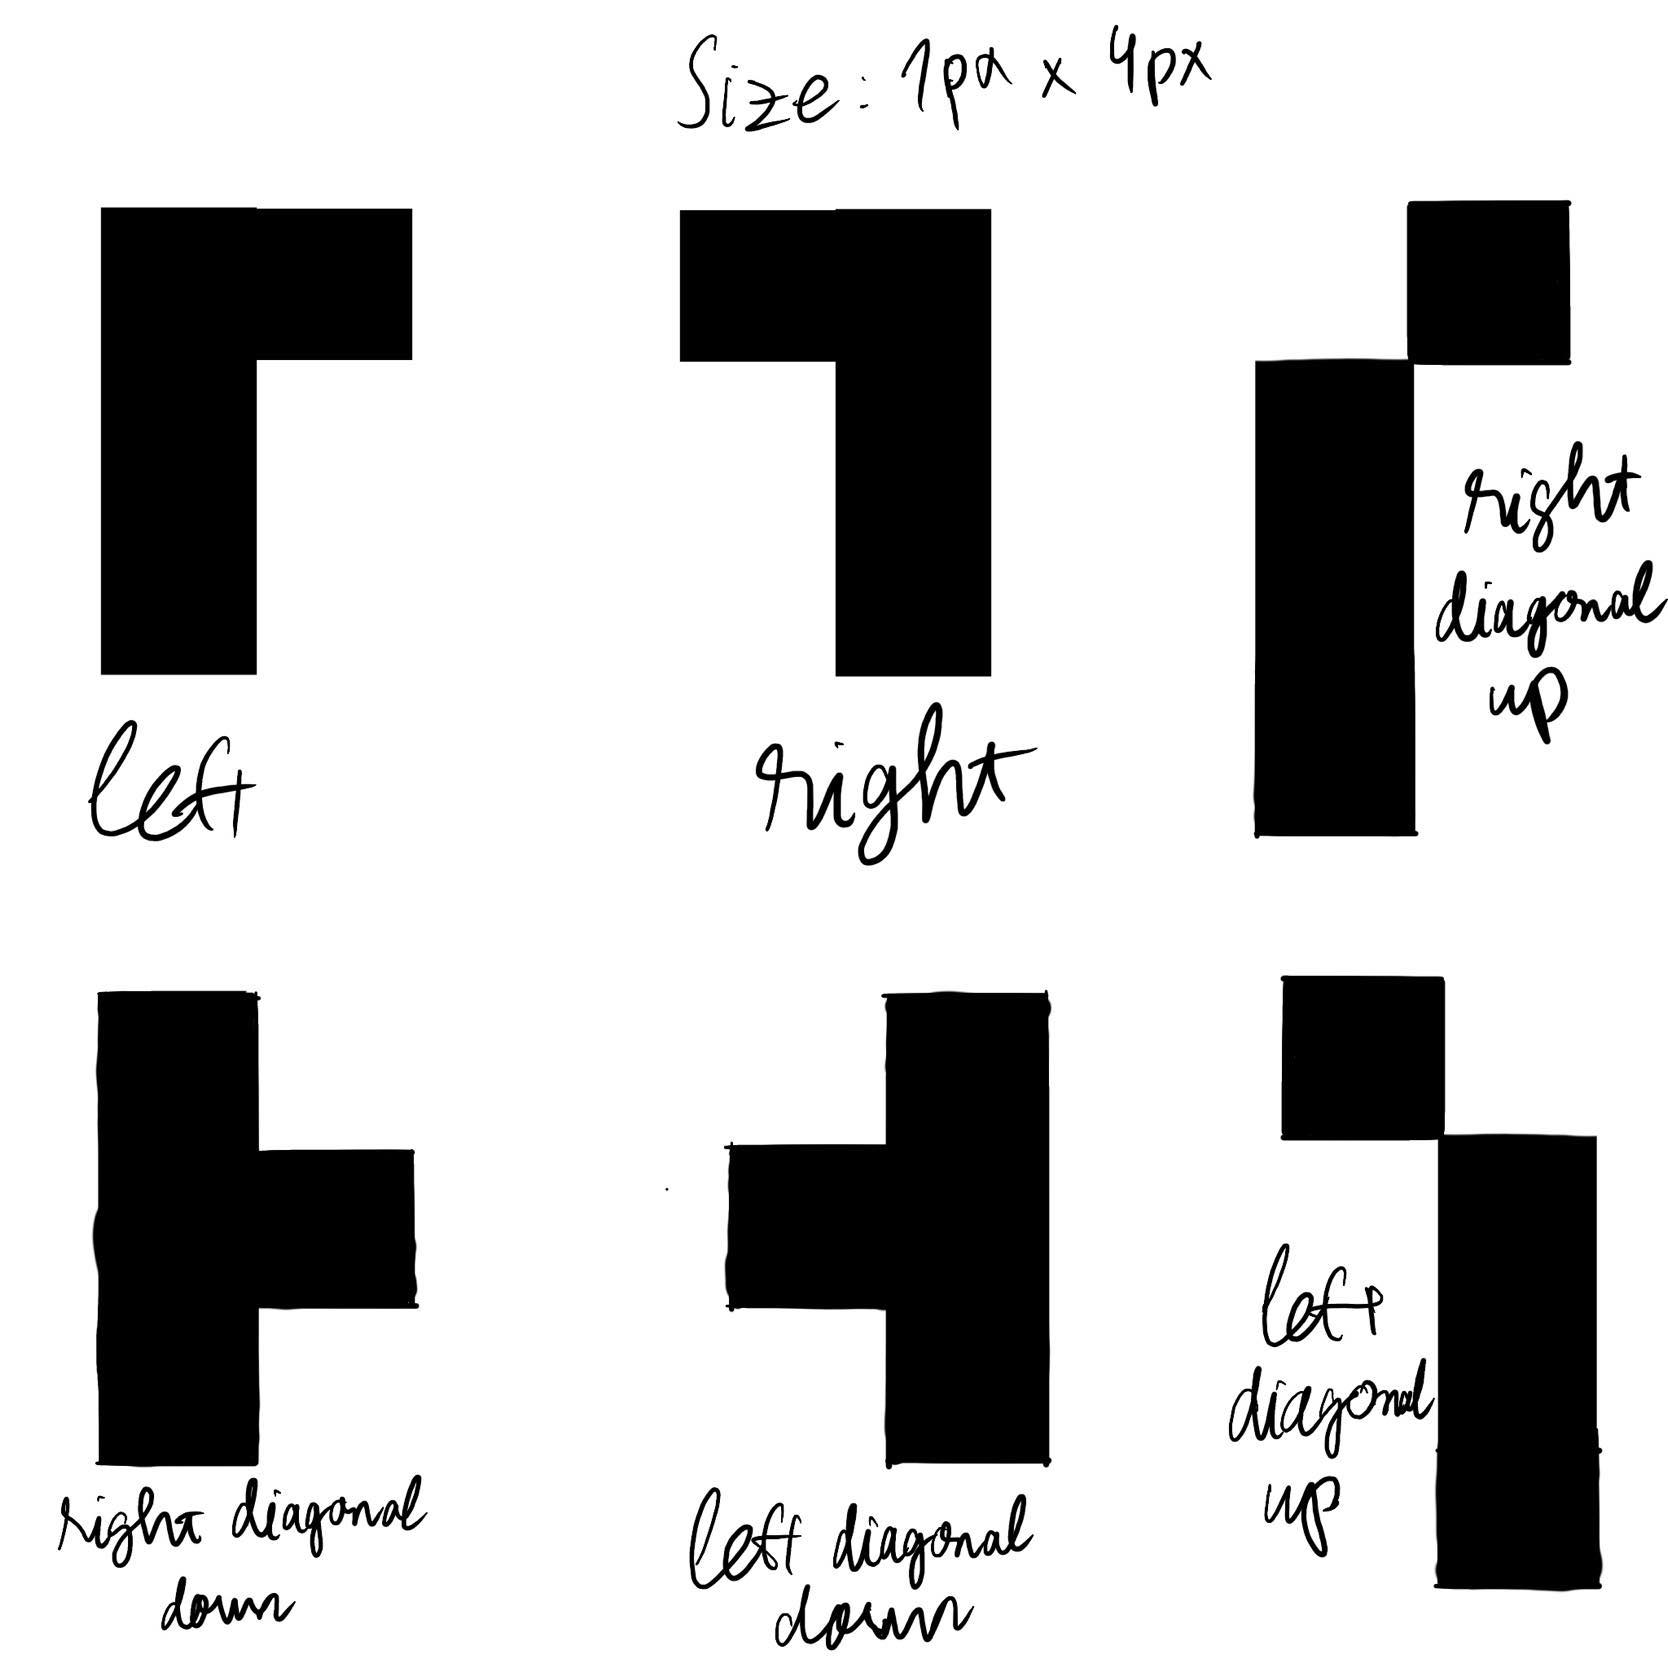 Size: 1px x 4px
left
right
right
diagonal
up
right diagonal
down
left diagonal
down
left
diagonal
up